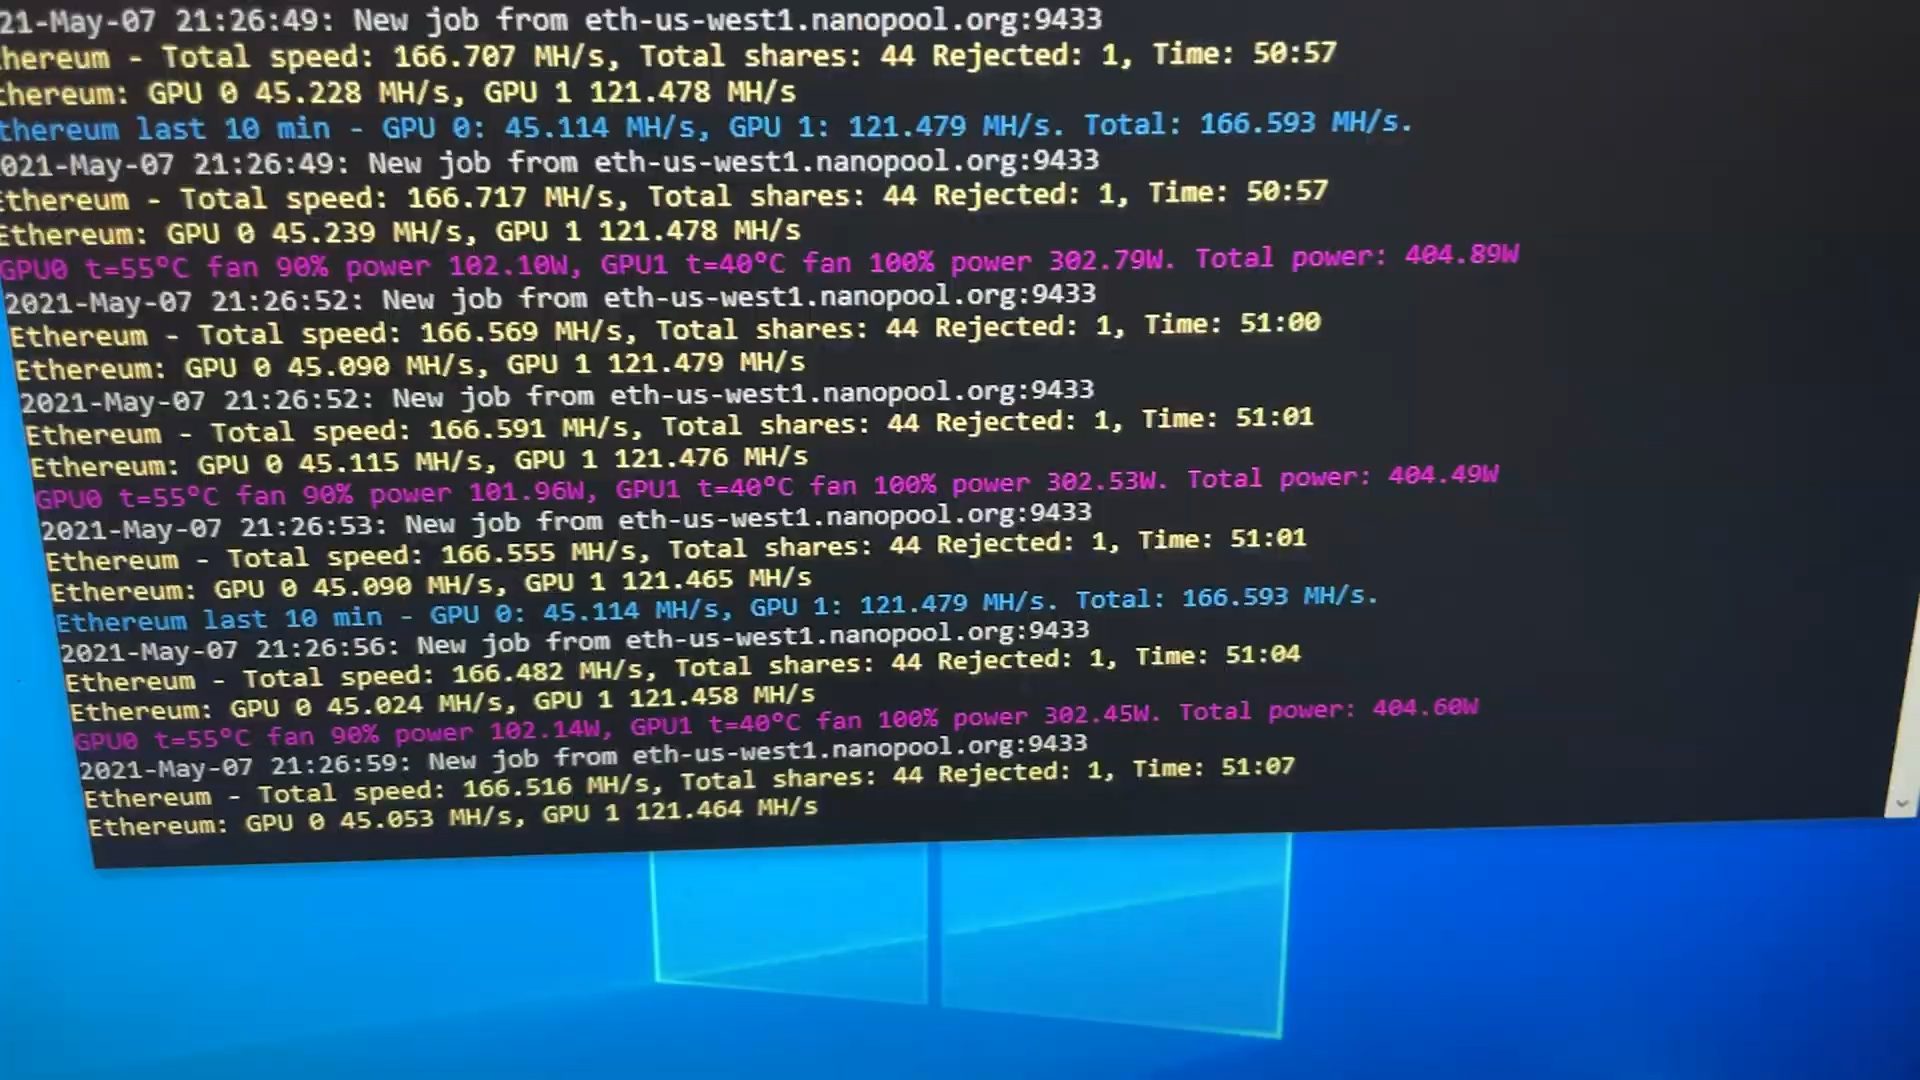 21-May-07 21:26:49: New job from eth-us-west1.nanopool.org:9433
hereum - Total speed: 166.707 MH/s, Total shares: 44 Rejected: 1, Time: 50:57
thereum: GPU 0 45.228 MH/s, GPU 1 121.478 MH/s
thereum last 10 min - GPU 0: 45.114 MH/s, GPU 1: 121.479 MH/s. Total: 166.593 MH/s.
021-May-07 21:26:49: New job from eth-us-west1.nanopool.org:9433
Ethereum - Total speed: 166.717 MH/s, Total shares: 44 Rejected: 1, Time: 50:57
Ethereum: GPU 0 45.239 MH/s, GPU 1 121.478 MH/s
GPU0 t=55°C fan 90% power 102.10W, GPU1 t=40°C fan 100% power 302.79W. Total power: 404.89W
2021-May-07 21:26:52: New job from eth-us-west1.nanopool.org:9433
Ethereum - Total speed: 166.569 MH/s, Total shares: 44 Rejected: 1, Time: 51:00
Ethereum: GPU 0 45.090 MH/s, GPU 1 121.479 MH/s
2021-May-07 21:26:52: New job from eth-us-west1.nanopool.org:9433
Ethereum - Total speed: 166.591 MH/s, Total shares: 44 Rejected: 1, Time: 51:01
Ethereum: GPU 0 45.115 MH/s, GPU 1 121.476 MH/s
GPU0 t=55°C fan 90% power 101.96W, GPU1 t=40°C fan 100% power 302.53W. Total power: 404.49W
2021-May-07 21:26:53: New job from eth-us-west1.nanopool.org:9433
Ethereum - Total speed: 166.555 MH/s, Total shares: 44 Rejected: 1, Time: 51:01
Ethereum: GPU 0 45.090 MH/s, GPU 1 121.465 MH/s
Ethereum last 10 min - GPU 0: 45.114 MH/s, GPU 1: 121.479 MH/s. Total: 166.593 MH/s.
2021-May-07 21:26:56: New job from eth-us-west1.nanopool.org:9433
Ethereum - Total speed: 166.482 MH/s, Total shares: 44 Rejected: 1, Time: 51:04
Ethereum: GPU 0 45.024 MH/s, GPU 1 121.458 MH/s
GPU0 t=55°C fan 90% power 102.14W, GPU1 t=40°C fan 100% power 302.45W. Total power: 404.60W
2021-May-07 21:26:59: New job from eth-us-west1.nanopool.org:9433
Ethereum - Total speed: 166.516 MH/s, Total shares: 44 Rejected: 1, Time: 51:07
Ethereum: GPU 0 45.053 MH/s, GPU 1 121.464 MH/s